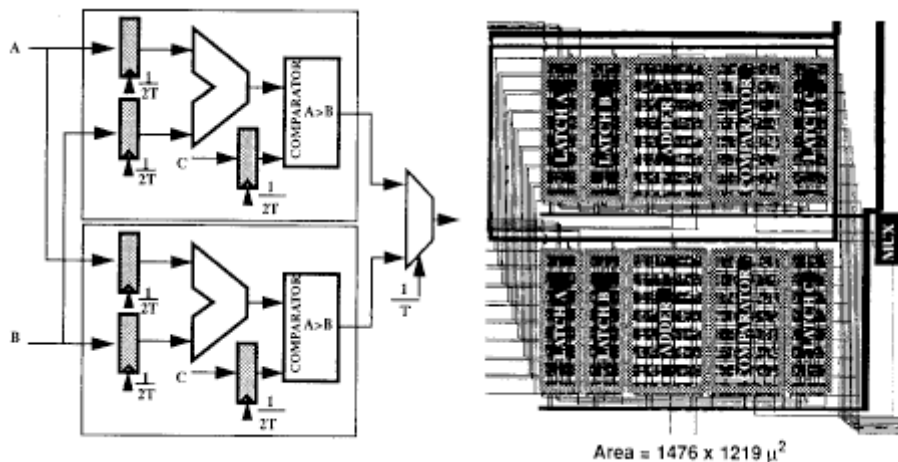 A
1
2T
1
2T
C
1
2T
COMPARATOR
A>B
1
2T
B
1
2T
C
1
2T
COMPARATOR
A>B
1
T
LATCH A
LATCH B
ADDER
COMPARATOR
LATCH C
MUX
LATCH A
LATCH B
ADDER
COMPARATOR
LATCH C
Area = 1476 x 1219 μ²